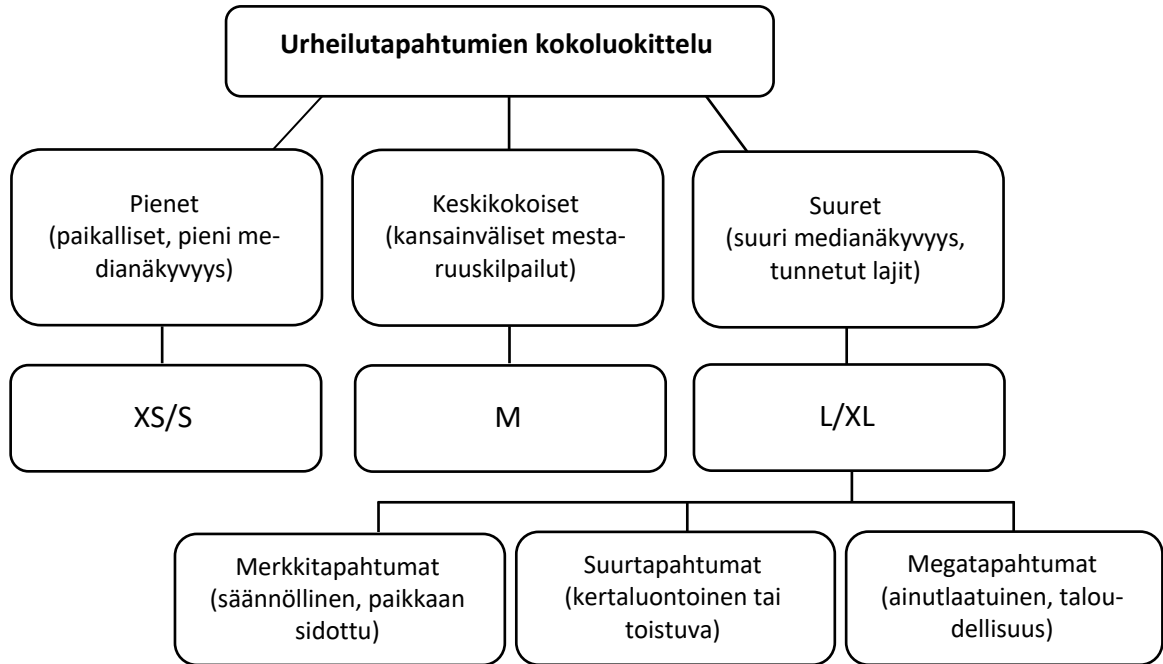 Urheilutapahtumien kokoluokittelu
Pienet
(paikalliset, pieni me-
dianäkyvyys)
Keskikokoiset
(kansainväliset mesta-
ruuskilpailut)
Suuret
(suuri medianäkyvyys,
tunnetut lajit)
XS/S
M
L/XL
Merkkitapahtumat
(säännöllinen, paikkaan
sidottu)
Suurtapahtumat
(kertaluontoinen tai
toistuva)
Megatapahtumat
(ainutlaatuinen, talou-
dellisuus)